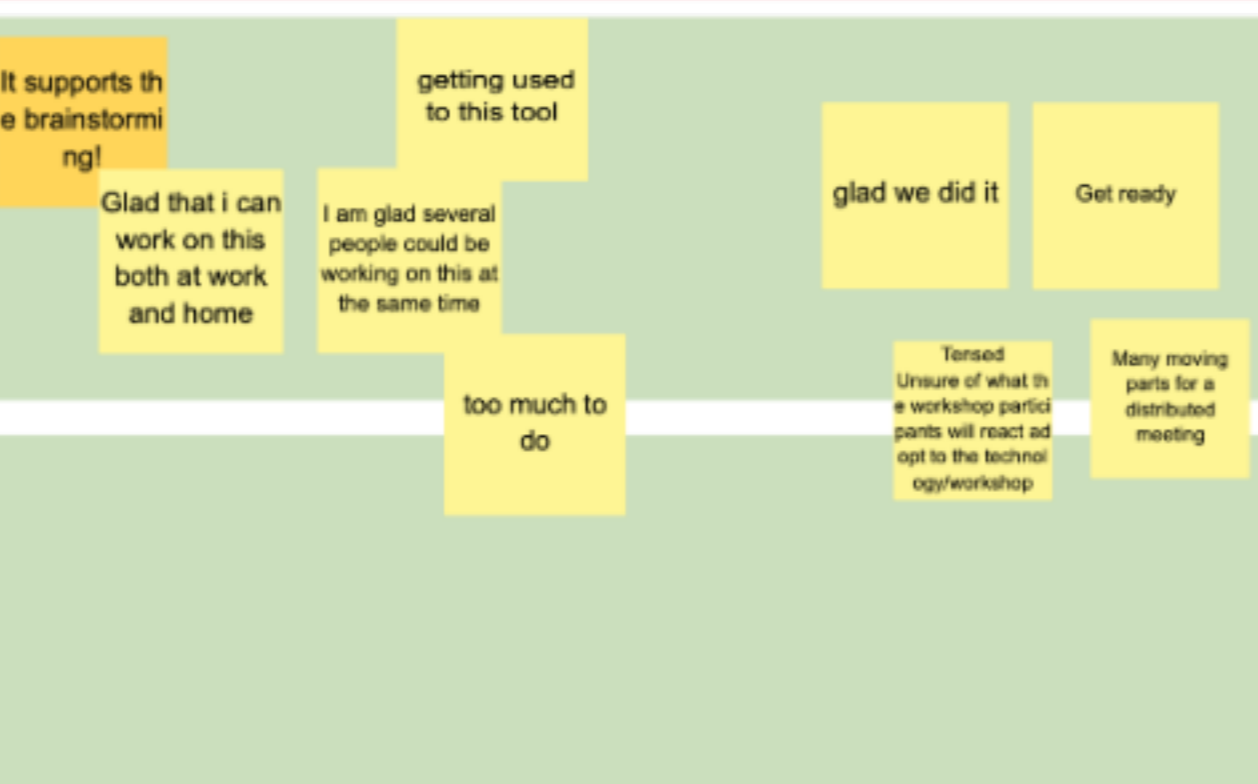 It supports th
e brainstormi
ng!
Glad that i can
work on this
both at work
and home
getting used
to this tool
I am glad several
people could be
working on this at
the same time
too much to
do
glad we did it
Get ready
Tensed
Unsure of what th
e workshop partici
pants will react ad
opt to the technol
ogy/workshop
Many moving
parts for a
distributed
meeting